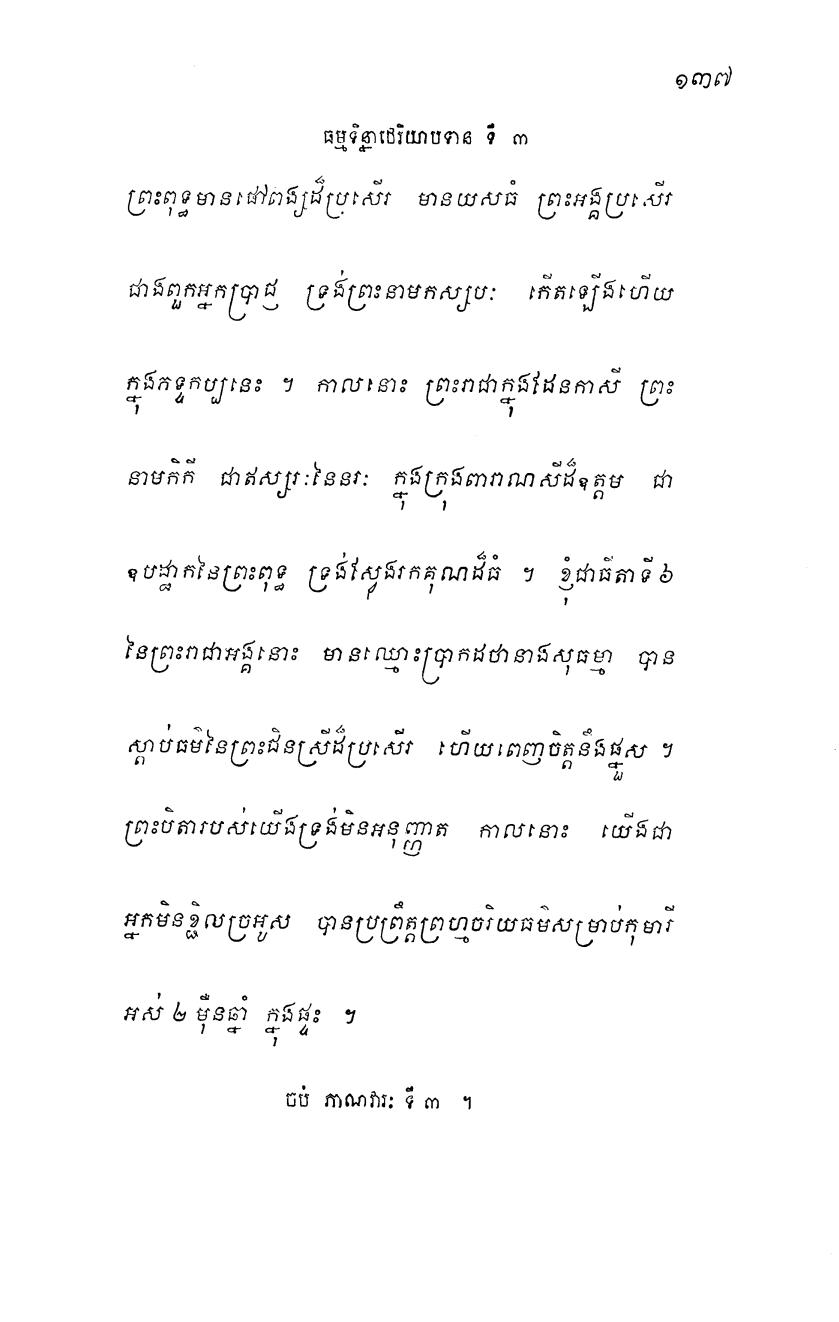 ១៣៧
ធម្មទិន្នាថេរិយាបទាន ទី ៣
ព្រះពុទ្ធមានផៅពង្សដ៏ប្រសើរ មានយសធំ ព្រះអង្គប្រសើរ
ជាងពួកអ្នកប្រាជ្ញ ទ្រង់ព្រះនាមកស្សបៈ កើតឡើងហើយ
ក្នុងភទ្ទកប្បនេះ ។ កាលនោះ ព្រះរាជាក្នុងដែនកាសី ព្រះ
នាមកិកី ជាឥស្សរៈនៃនរៈ ក្នុងក្រុងពារាណសីដ៏ឧត្តម ជា
ឧបដ្ឋាកនៃព្រះពុទ្ធ ទ្រង់ស្វែងរកគុណដ៏ធំ ។ ខ្ញុំជាធីតាទី ៦
នៃព្រះរាជាអង្គនោះ មានឈ្មោះប្រាកដថានាងសុធម្មា បាន
ស្តាប់ធម៌នៃព្រះជិនស្រីដ៏ប្រសើរ ហើយពេញចិត្តនឹងផ្នួស ។
ព្រះបិតារបស់យើងទ្រង់មិនអនុញ្ញាត កាលនោះ យើងជា
អ្នកមិនខ្ជិលច្រអូស បានប្រព្រឹត្តព្រហ្មចរិយធម៌សម្រាប់កុមារី
អស់ ២ ម៉ឺនឆ្នាំ ក្នុងផ្ទះ ។
ចប់ ភាណវារៈ ទី ៣ ។